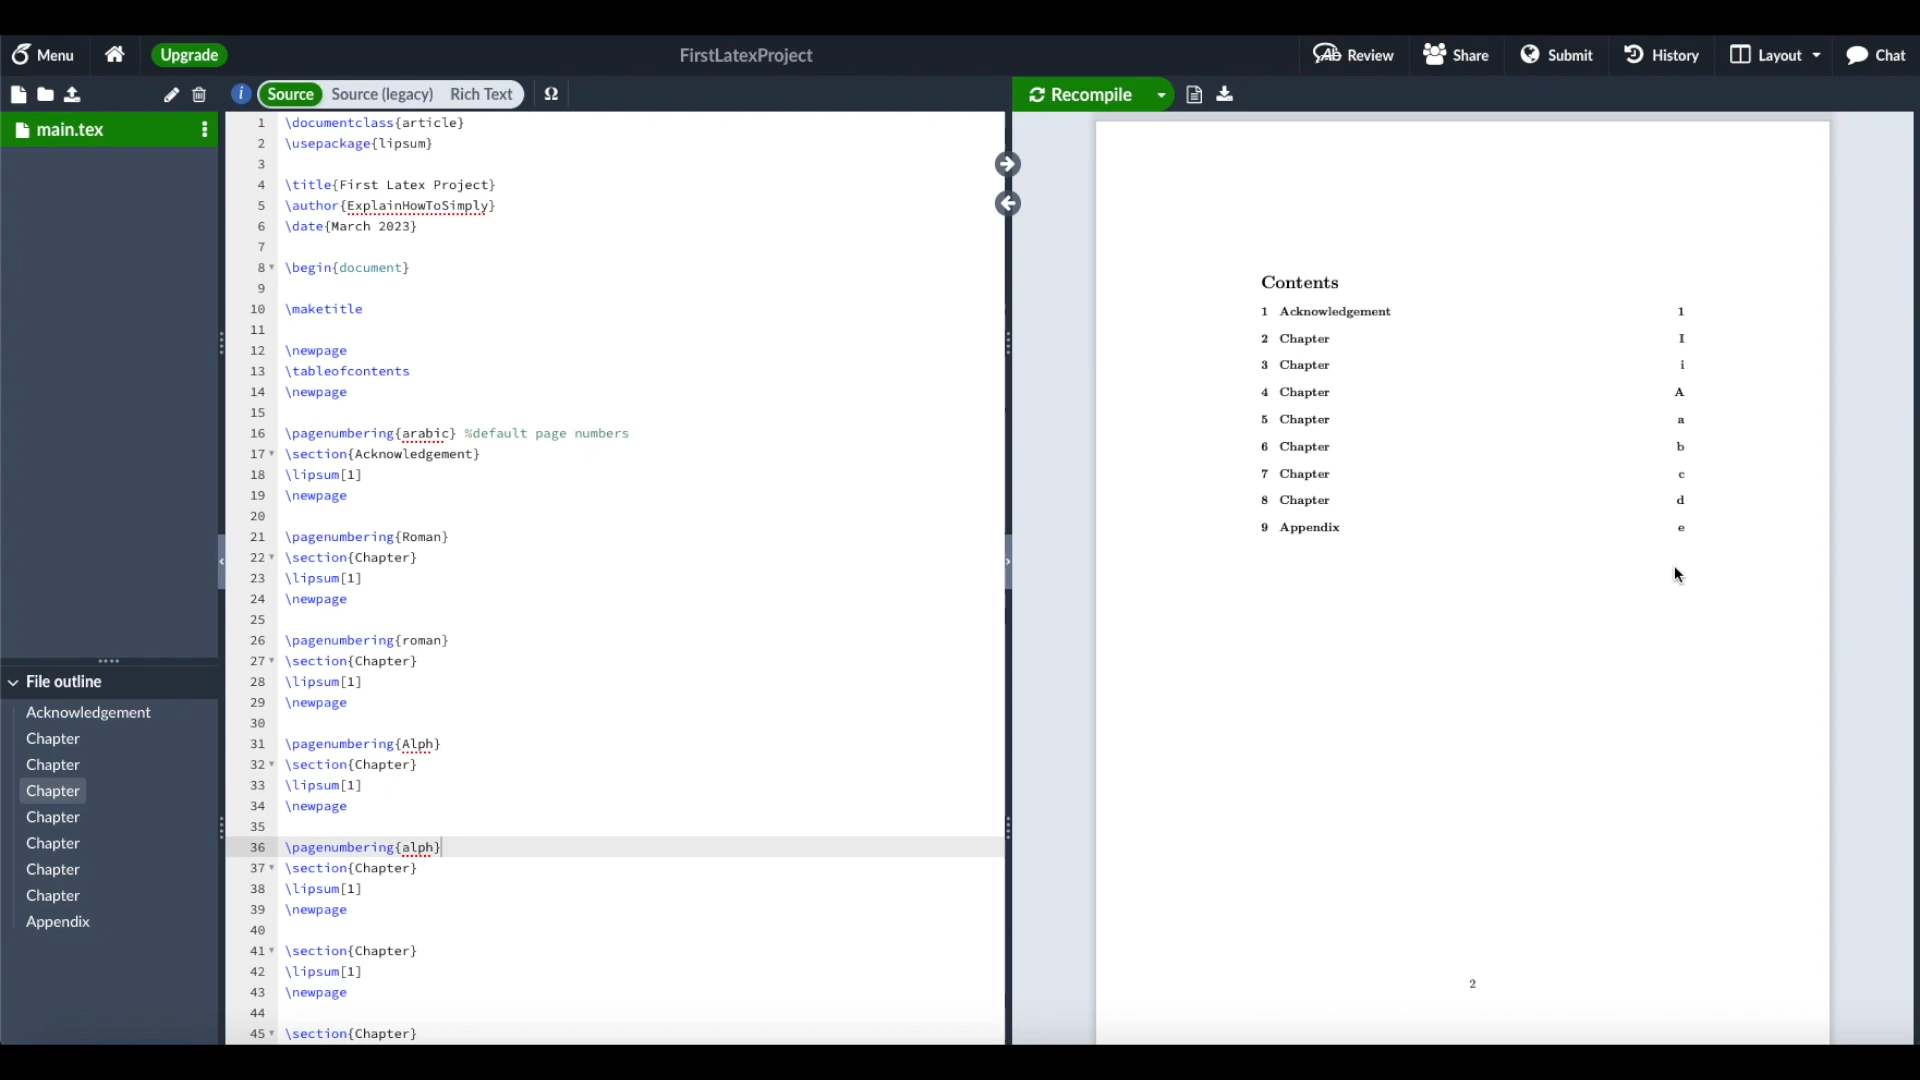 Menu Upgrade FirstLatexProject Review Share Submit History Layout Chat
Source Source (legacy) Rich Text Ω Recompile
main.tex
File outline
Acknowledgement
Chapter
Chapter
Chapter
Chapter
Chapter
Chapter
Chapter
Appendix
1 \documentclass{article}
2 \usepackage{lipsum}
3
4 \title{First Latex Project}
5 \author{ExplainHowToSimply}
6 \date{March 2023}
7
8 \begin{document}
9
10 \maketitle
11
12 \newpage
13 \tableofcontents
14 \newpage
15
16 \pagenumbering{arabic} %default page numbers
17 \section{Acknowledgement}
18 \lipsum[1]
19 \newpage
20
21 \pagenumbering{Roman}
22 \section{Chapter}
23 \lipsum[1]
24 \newpage
25
26 \pagenumbering{roman}
27 \section{Chapter}
28 \lipsum[1]
29 \newpage
30
31 \pagenumbering{Alph}
32 \section{Chapter}
33 \lipsum[1]
34 \newpage
35
36 \pagenumbering{alph}
37 \section{Chapter}
38 \lipsum[1]
39 \newpage
40
41 \section{Chapter}
42 \lipsum[1]
43 \newpage
44
45 \section{Chapter}
Contents
1 Acknowledgement 1
2 Chapter I
3 Chapter i
4 Chapter A
5 Chapter a
6 Chapter b
7 Chapter c
8 Chapter d
9 Appendix e
2